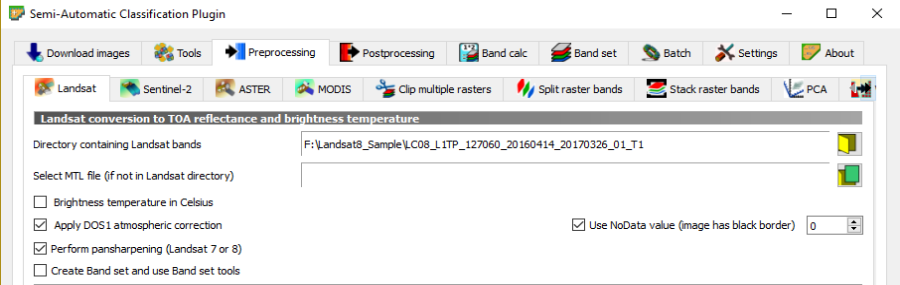 Semi-Automatic Classification Plugin
Download images Tools Preprocessing Postprocessing Band calc Band set Batch Settings About
Landsat Sentinel-2 ASTER MODIS Clip multiple rasters Split raster bands Stack raster bands PCA
Landsat conversion to TOA reflectance and brightness temperature
Directory containing Landsat bands F:\Landsat8_Sample\LC08_L1TP_127060_20160414_20170326_01_T1
Select MTL file (if not in Landsat directory)
Brightness temperature in Celsius
Apply DOS1 atmospheric correction Use NoData value (image has black border) 0
Perform pansharpening (Landsat 7 or 8)
Create Band set and use Band set tools